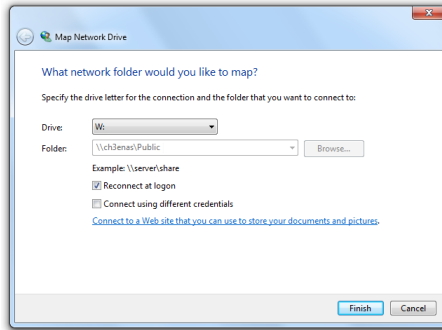 Map Network Drive
What network folder would you like to map?
Specify the drive letter for the connection and the folder that you want to connect to:
Drive: W:
Folder: \\ch3enas\Public Browse...
Example: \\server\share
Reconnect at logon
Connect using different credentials
Connect to a Web site that you can use to store your documents and pictures.
Finish Cancel